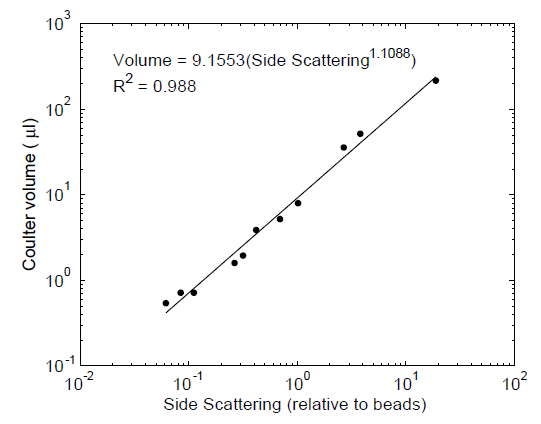 Volume = 9.1553(Side Scattering^1.1088)
R^2 = 0.988
Coulter volume ( µl)
10^3
10^2
10^1
10^0
10^-1
10^-2 10^-1 10^0 10^1 10^2
Side Scattering (relative to beads)